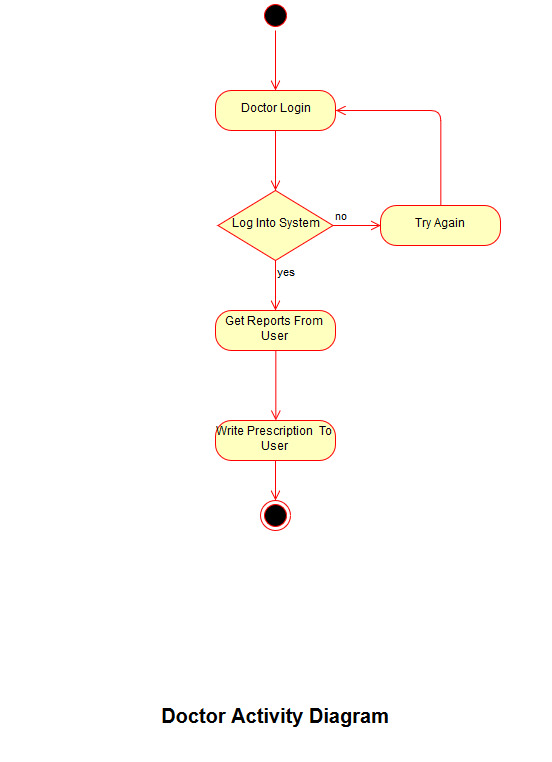 Doctor Login
Log Into System
no
Try Again
yes
Get Reports From
User
Write Prescription  To
User
Doctor Activity Diagram